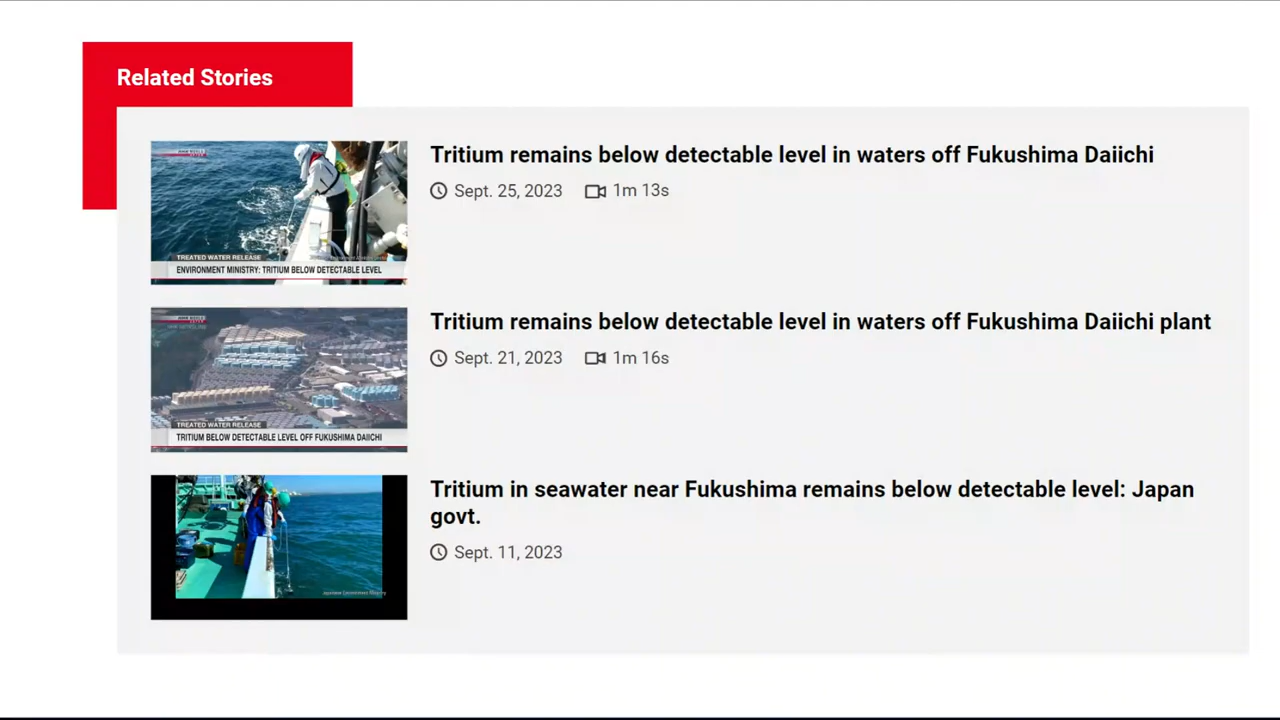 Related Stories
Tritium remains below detectable level in waters off Fukushima Daiichi
Sept. 25, 2023 1m 13s
TREATED WATER RELEASE
ENVIRONMENT MINISTRY: TRITIUM BELOW DETECTABLE LEVEL
Tritium remains below detectable level in waters off Fukushima Daiichi plant
Sept. 21, 2023 1m 16s
TREATED WATER RELEASE
TRITIUM BELOW DETECTABLE LEVEL OFF FUKUSHIMA DAIICHI
Tritium in seawater near Fukushima remains below detectable level: Japan
govt.
Sept. 11, 2023